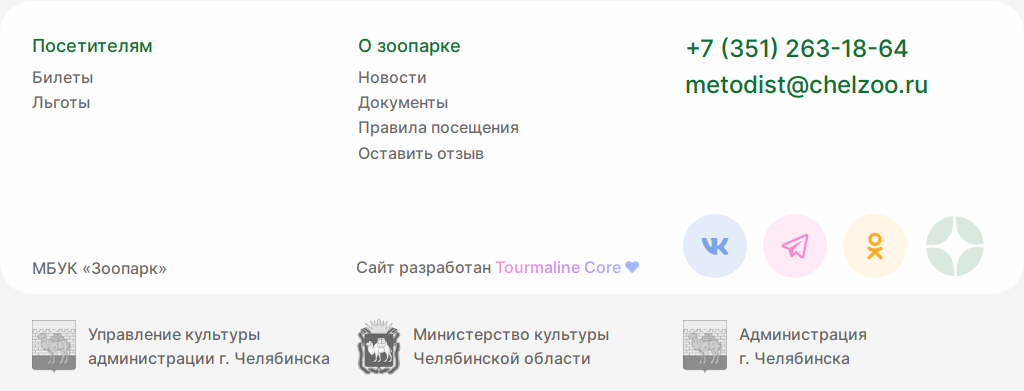 Посетителям
Билеты
Льготы
О зоопарке
Новости
Документы
Правила посещения
Оставить отзыв
+7 (351) 263-18-64
metodist@chelzoo.ru
МБУК «Зоопарк»
Сайт разработан Tourmaline Core
Управление культуры
администрации г. Челябинска
Министерство культуры
Челябинской области
Администрация
г. Челябинска